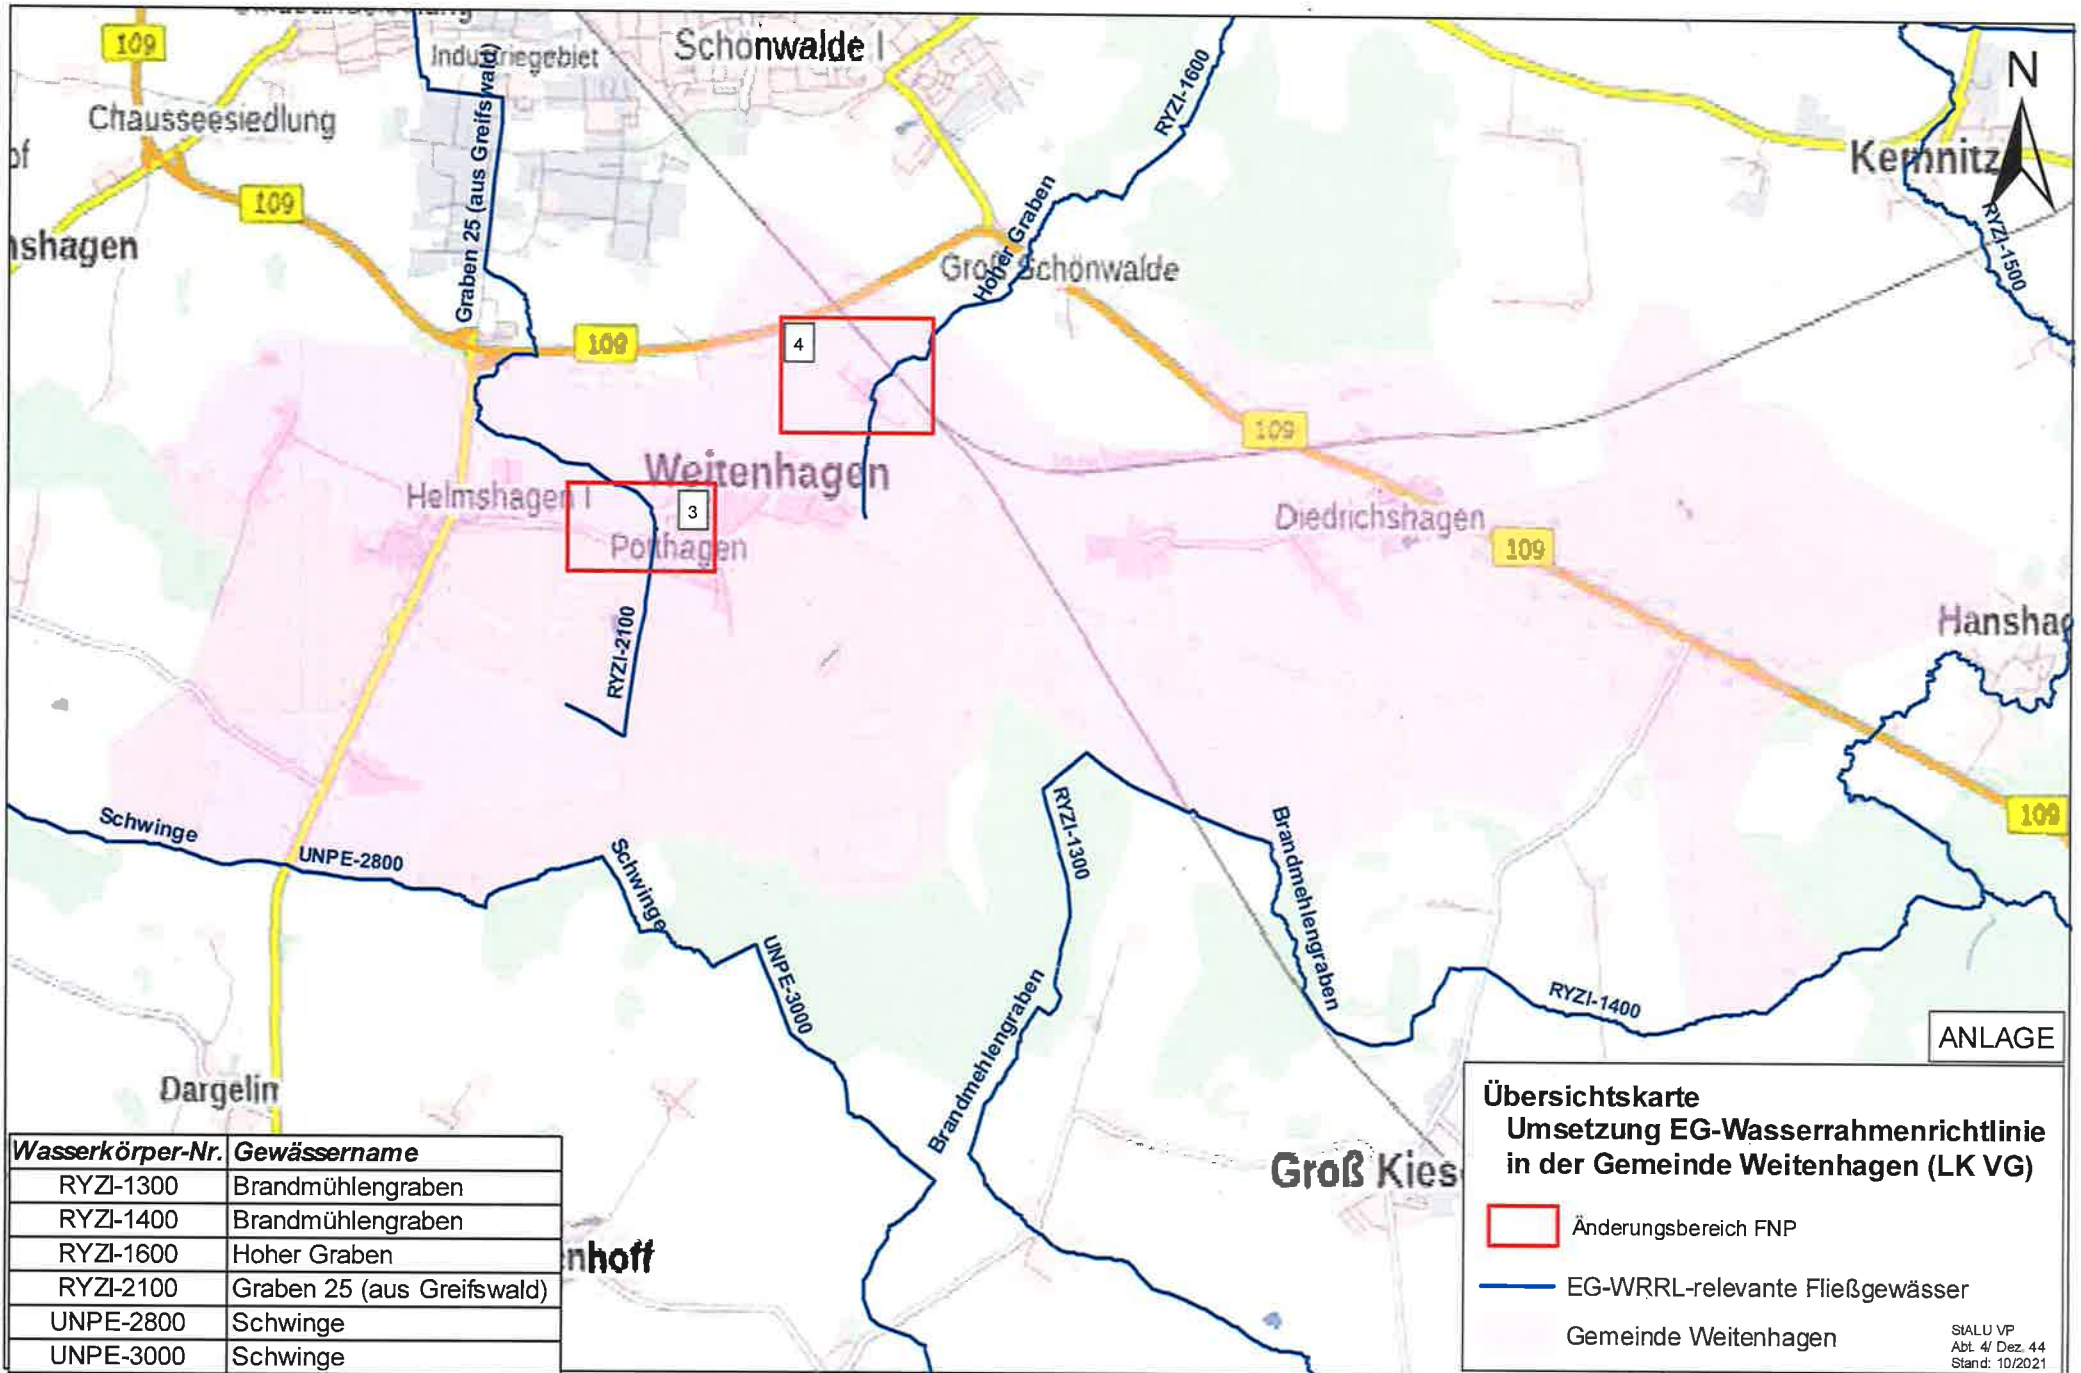 109
Industriegebiet
Schönwalde I
RYZI-1600
N
Chausseesiedlung
Graben 25 (aus Greifswald)
of
Kemnitz
109
Hoher Graben
RYZI-1500
shagen
Groß Schönwalde
109
4
109
Weitenhagen
Helmshagen I
3
Potthagen
Diedrichshagen
109
RYZI-2100
Hanshag
RYZI-1300
109
Schwinge
UNPE-2800
Schwinge
Brandmehlengraben
UNPE-3000
Brandmehlengraben
RYZI-1400
ANLAGE
Dargelin
Groß Kies
nhoff
Wasserkörper-Nr. Gewässername
RYZI-1300 Brandmühlengraben
RYZI-1400 Brandmühlengraben
RYZI-1600 Hoher Graben
RYZI-2100 Graben 25 (aus Greifswald)
UNPE-2800 Schwinge
UNPE-3000 Schwinge
Übersichtskarte
Umsetzung EG-Wasserrahmenrichtlinie
in der Gemeinde Weitenhagen (LK VG)
Änderungsbereich FNP
EG-WRRL-relevante Fließgewässer
Gemeinde Weitenhagen
StALU VP
Abt. 4/ Dez. 44
Stand: 10/2021